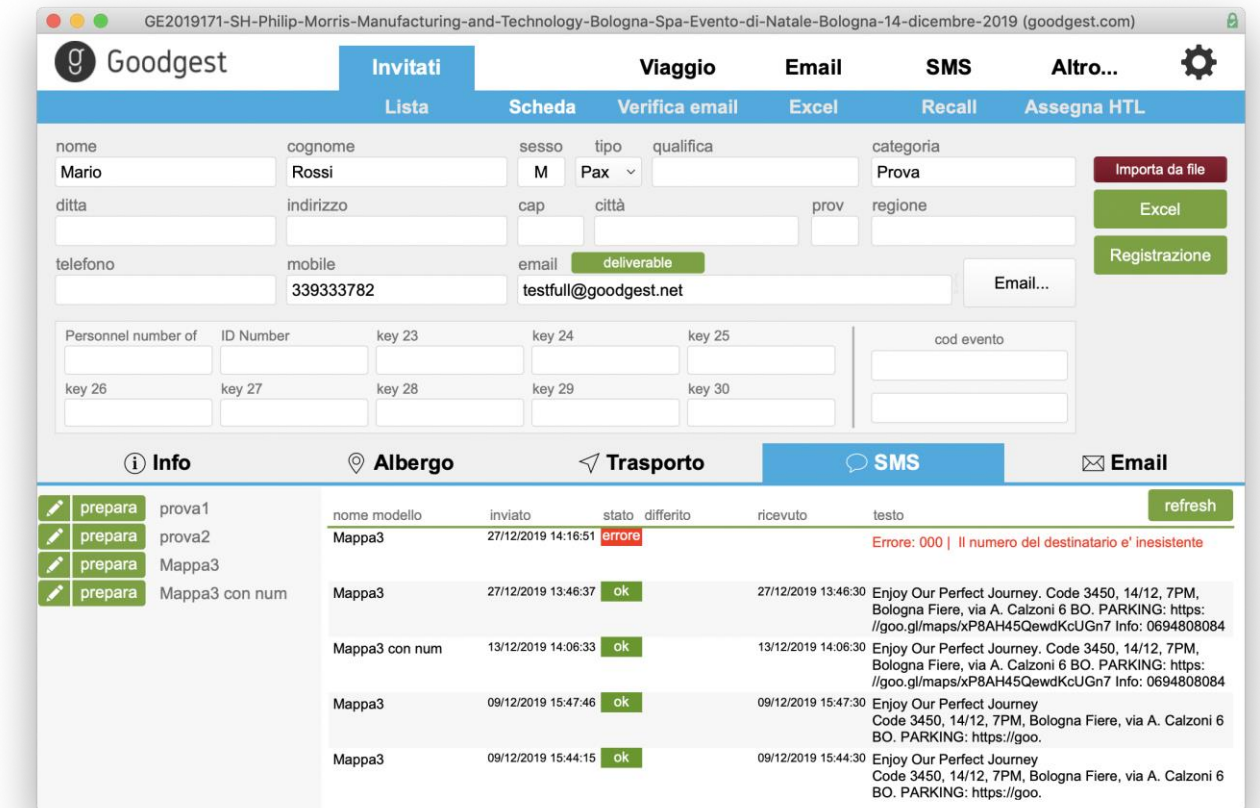 GE2019171-SH-Philip-Morris-Manufacturing-and-Technology-Bologna-Spa-Evento-di-Natale-Bologna-14-dicembre-2019 (goodgest.com)
g Goodgest
Invitati Viaggio Email SMS Altro...
Lista Scheda Verifica email Excel Recall Assegna HTL
nome cognome sesso tipo qualifica categoria
Mario Rossi M Pax Prova Importa da file
ditta indirizzo cap città prov regione Excel
telefono mobile email deliverable Registrazione
339333782 testfull@goodgest.net Email...
Personnel number of ID Number key 23 key 24 key 25 cod evento
key 26 key 27 key 28 key 29 key 30
Info Albergo Trasporto SMS Email
prepara prova1
prepara prova2
prepara Mappa3
prepara Mappa3 con num
refresh
nome modello inviato stato differito ricevuto testo
Mappa3 27/12/2019 14:16:51 errore Errore: 000 | Il numero del destinatario e' inesistente
Mappa3 27/12/2019 13:46:37 ok 27/12/2019 13:46:30 Enjoy Our Perfect Journey. Code 3450, 14/12, 7PM,
Bologna Fiere, via A. Calzoni 6 BO. PARKING: https:
//goo.gl/maps/xP8AH45QewdKcUGn7 Info: 0694808084
Mappa3 con num 13/12/2019 14:06:33 ok 13/12/2019 14:06:30 Enjoy Our Perfect Journey. Code 3450, 14/12, 7PM,
Bologna Fiere, via A. Calzoni 6 BO. PARKING: https:
//goo.gl/maps/xP8AH45QewdKcUGn7 Info: 0694808084
Mappa3 09/12/2019 15:47:46 ok 09/12/2019 15:47:30 Enjoy Our Perfect Journey
Code 3450, 14/12, 7PM, Bologna Fiere, via A. Calzoni 6
BO. PARKING: https://goo.
Mappa3 09/12/2019 15:44:15 ok 09/12/2019 15:44:30 Enjoy Our Perfect Journey
Code 3450, 14/12, 7PM, Bologna Fiere, via A. Calzoni 6
BO. PARKING: https://goo.